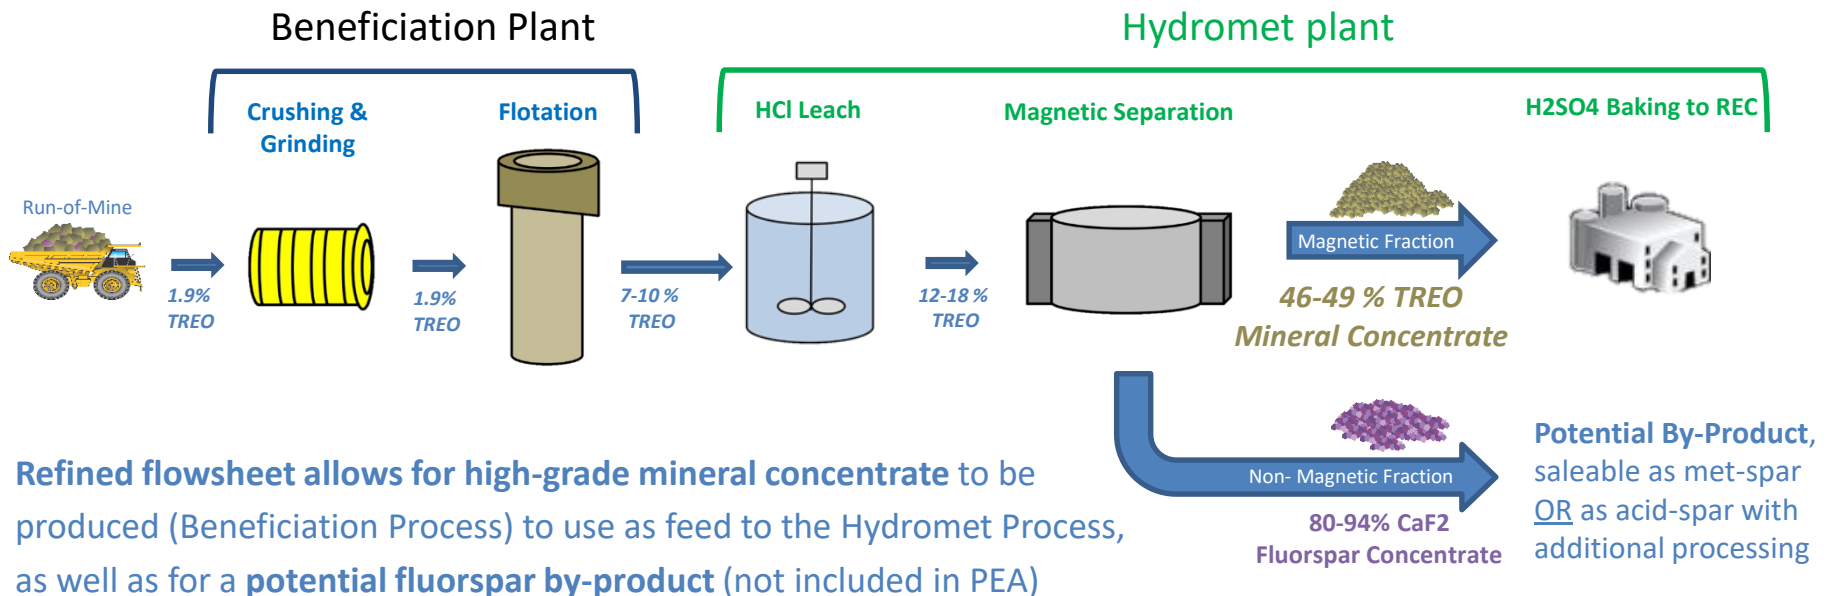 Beneficiation Plant
Hydromet plant
Crushing &
Grinding
Flotation
HCl Leach
Magnetic Separation
H2SO4 Baking to REC
Run-of-Mine
1.9%
TREO
1.9%
TREO
7-10 %
TREO
12-18 %
TREO
Magnetic Fraction
46-49 % TREO
Mineral Concentrate
Non- Magnetic Fraction
80-94% CaF2
Fluorspar Concentrate
Potential By-Product,
saleable as met-spar
OR as acid-spar with
additional processing
Refined flowsheet allows for high-grade mineral concentrate to be
produced (Beneficiation Process) to use as feed to the Hydromet Process,
as well as for a potential fluorspar by-product (not included in PEA)